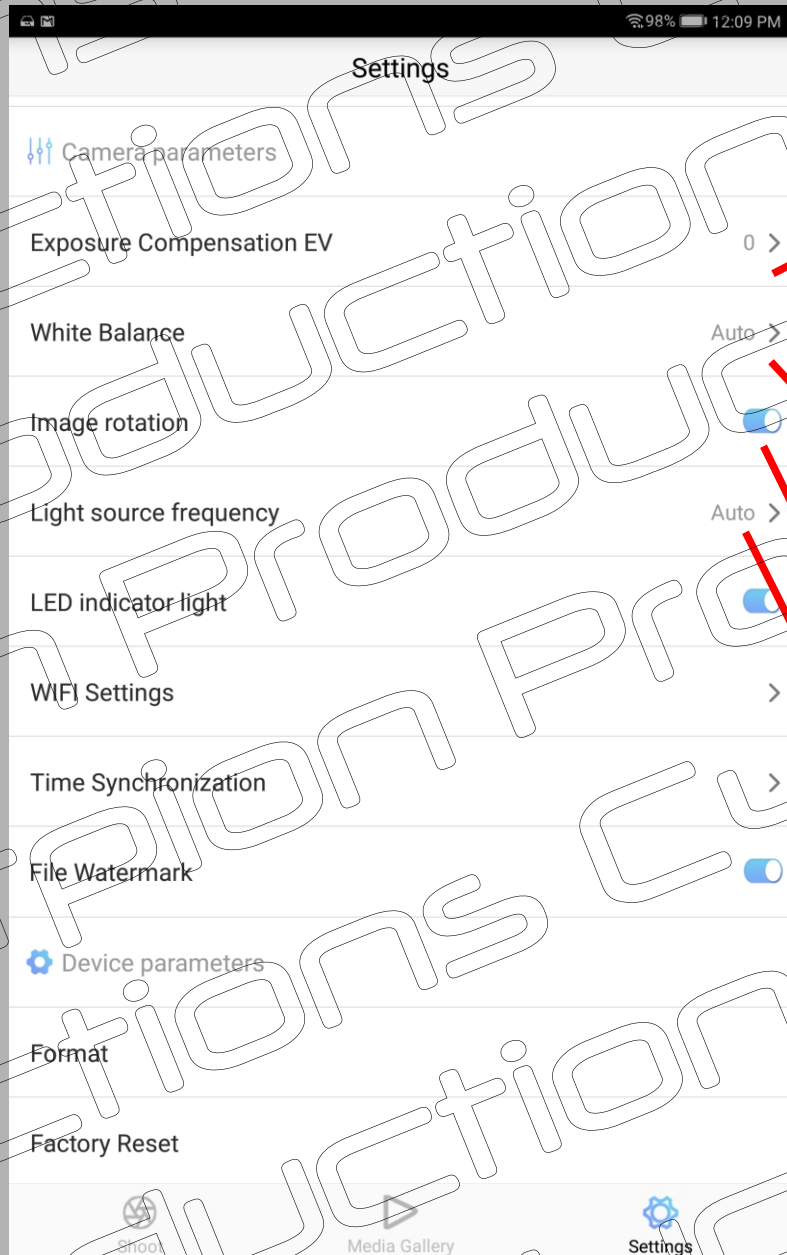 98% 12:09 PM
Settings
Camera parameters
Exposure Compensation EV 0
White Balance Auto
Image rotation
Light source frequency Auto
LED indicator light
WIFI Settings
Time Synchronization
File Watermark
Device parameters
Format
Factory Reset
Shoot Media Gallery Settings